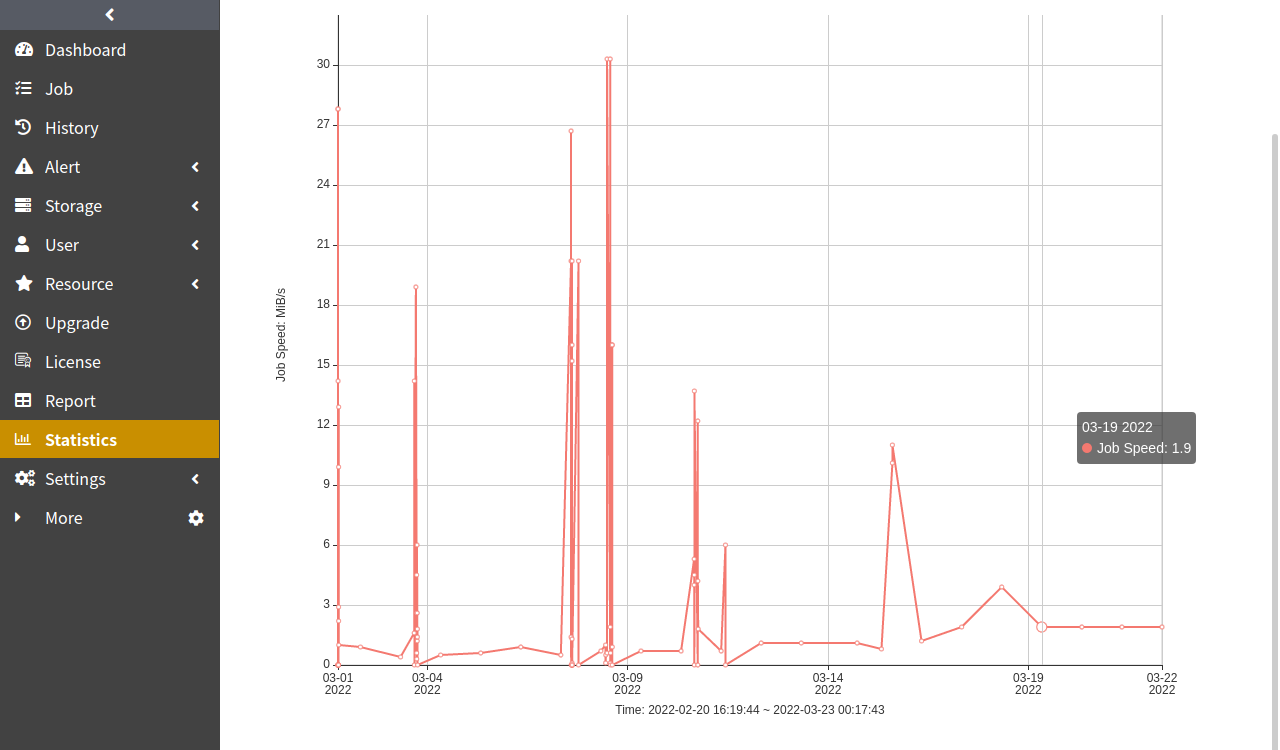 Dashboard
Job
History
Alert
Storage
User
Resource
Upgrade
License
Report
Statistics
Settings
More
Job Speed: MiB/s
30
27
24
21
18
15
12
9
6
3
0
03-01
2022
03-04
2022
03-09
2022
03-14
2022
03-19
2022
03-22
2022
Time: 2022-02-20 16:19:44 ~ 2022-03-23 00:17:43
03-19 2022
Job Speed: 1.9